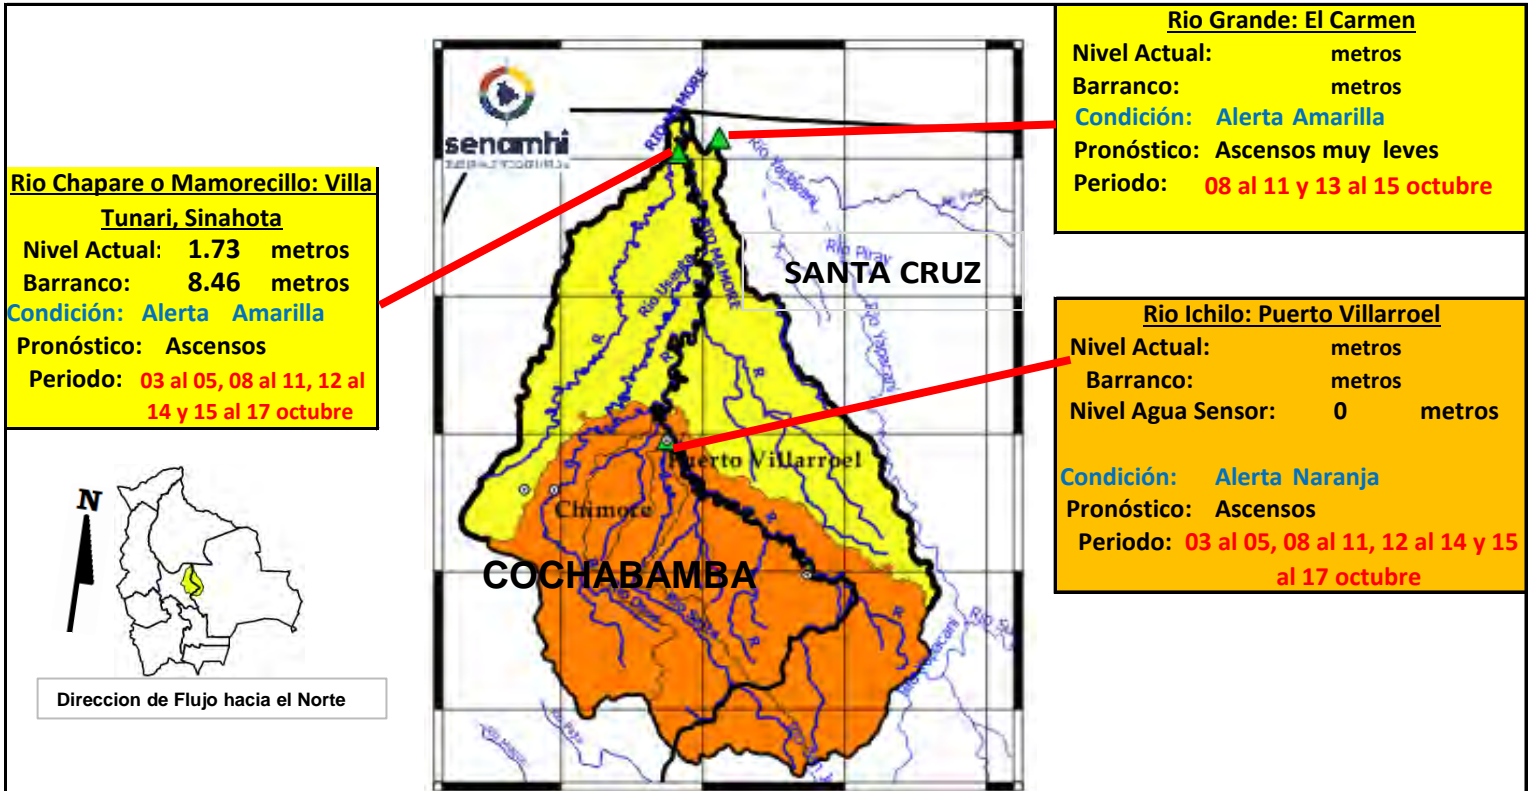 Rio Grande: El Carmen
Nivel Actual: metros
Barranco: metros
Condición: Alerta Amarilla
Pronóstico: Ascensos muy leves
Periodo: 08 al 11 y 13 al 15 octubre
senamhi
RIO MAMORE
Rio Yapacani
Rio Chapare o Mamorecillo: Villa
Tunari, Sinahota
Nivel Actual: 1.73 metros
Barranco: 8.46 metros
Condición: Alerta Amarilla
Pronóstico: Ascensos
Periodo: 03 al 05, 08 al 11, 12 al
14 y 15 al 17 octubre
RIO MAMORE
Rio Piray
SANTA CRUZ
Rio Yapacani
R
R
R
R
Rio Ichilo: Puerto Villarroel
Nivel Actual: metros
Barranco: metros
Nivel Agua Sensor: 0 metros
Condición: Alerta Naranja
Pronóstico: Ascensos
Periodo: 03 al 05, 08 al 11, 12 al 14 y 15
al 17 octubre
Puerto Villarroel
Chimore
COCHABAMBA
R
R
R
N
Direccion de Flujo hacia el Norte